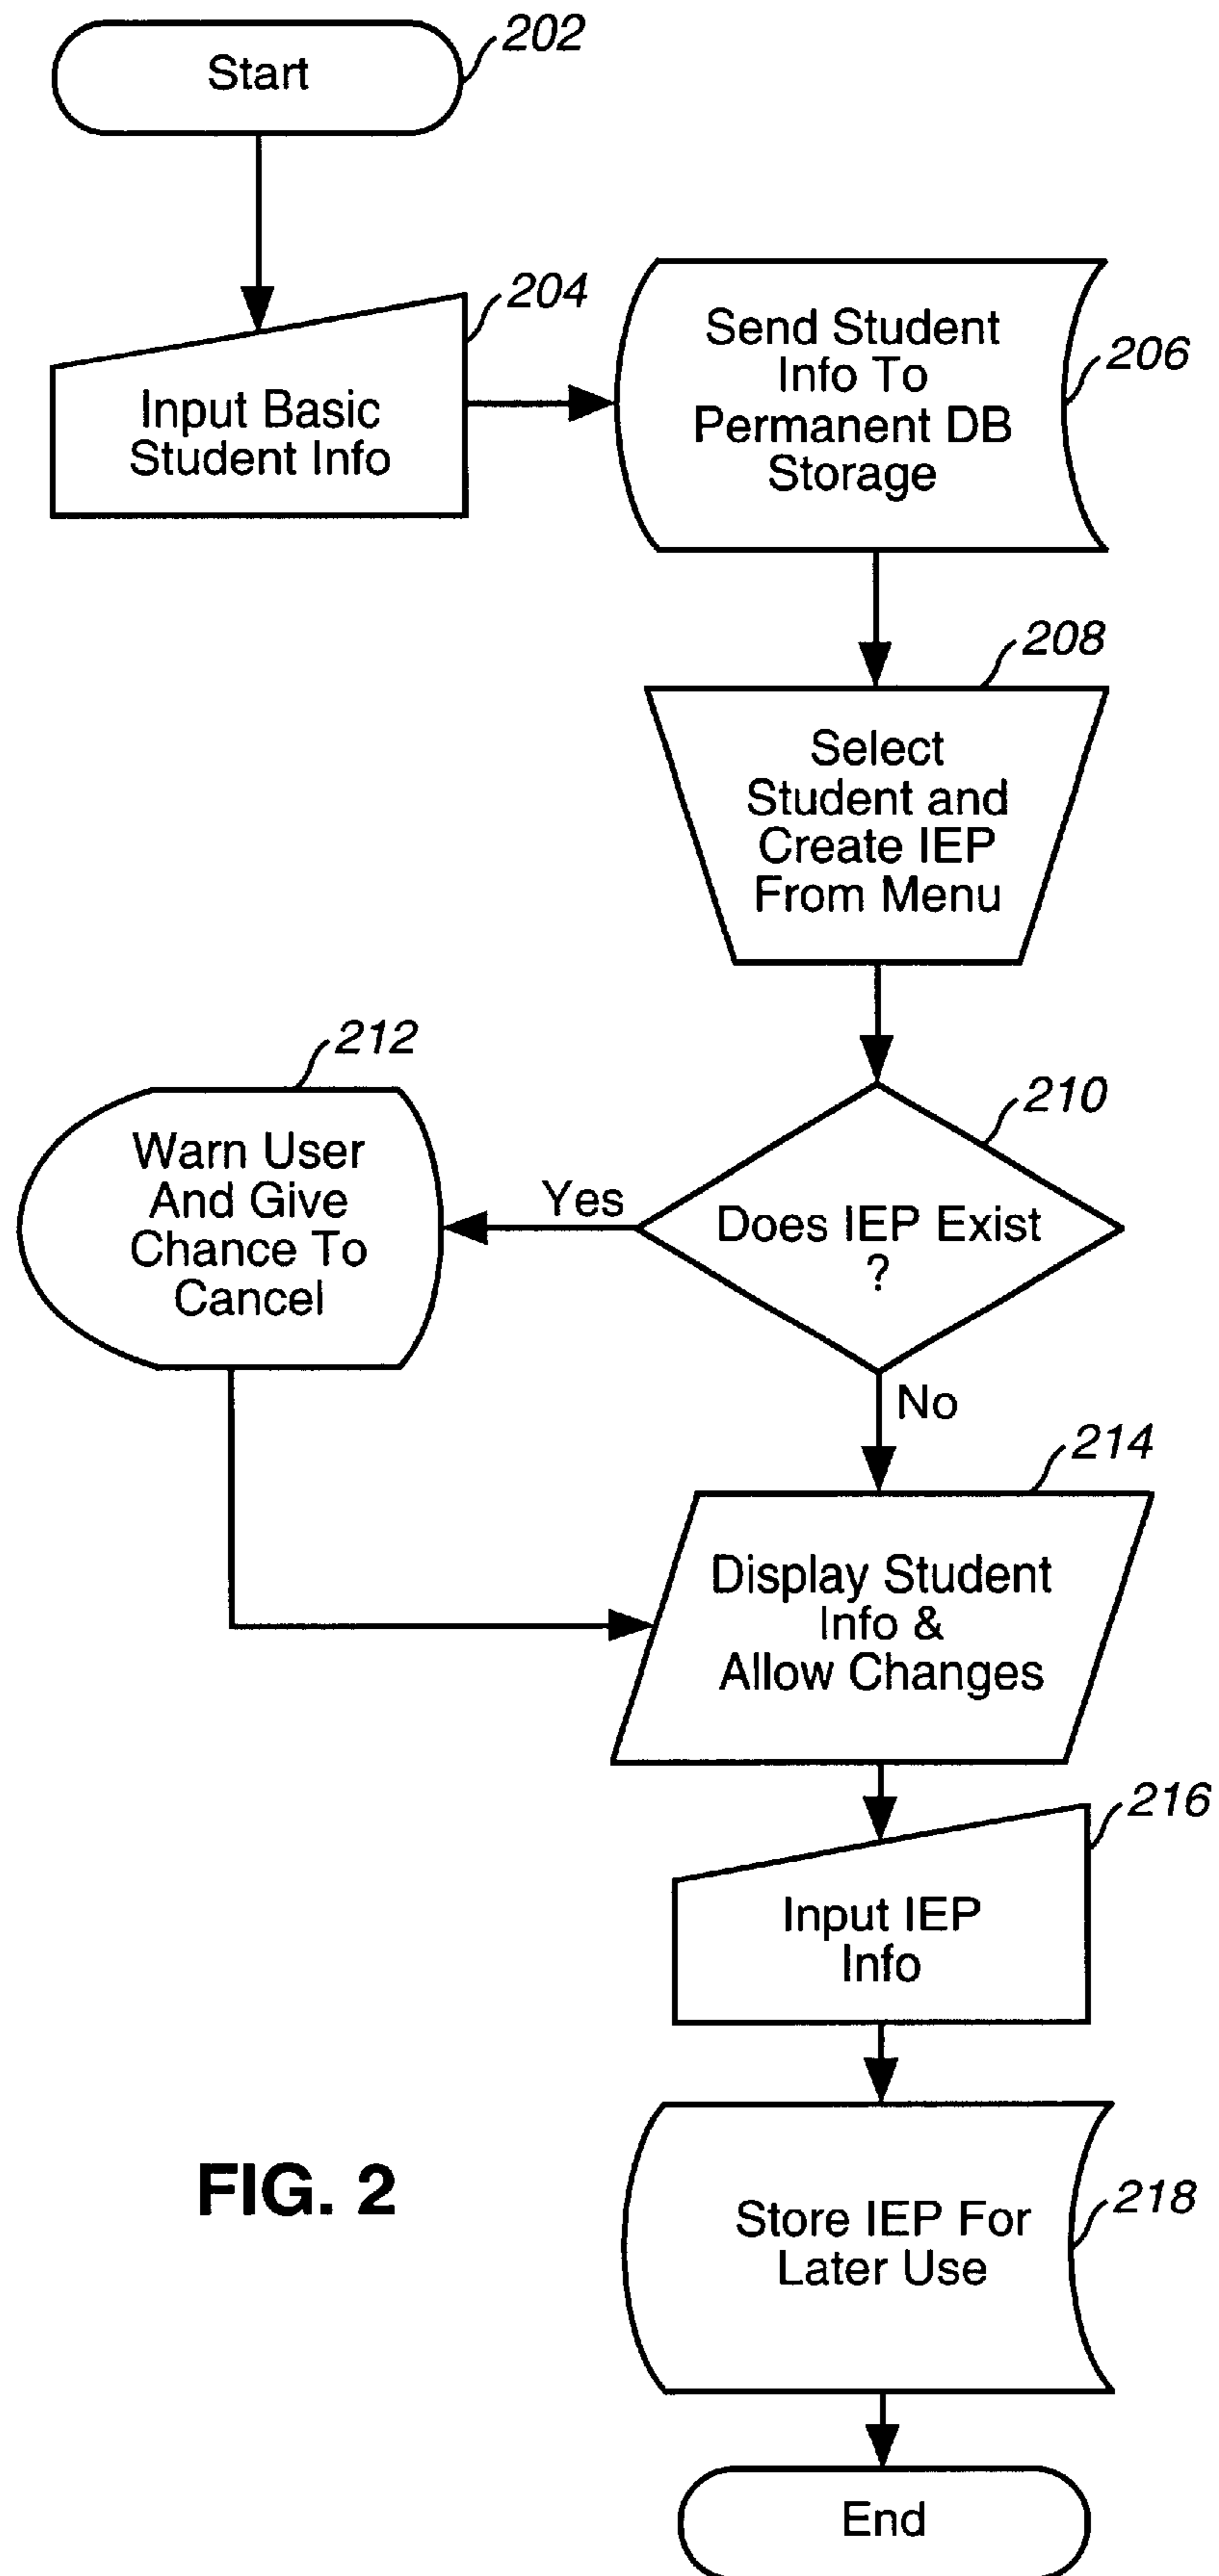 Start
202
204
Input Basic
Student Info
Send Student
Info To
Permanent DB
Storage
206
208
Select
Student and
Create IEP
From Menu
210
Does IEP Exist
?
Yes
212
Warn User
And Give
Chance To
Cancel
No
214
Display Student
Info &
Allow Changes
216
Input IEP
Info
218
Store IEP For
Later Use
FIG. 2
End